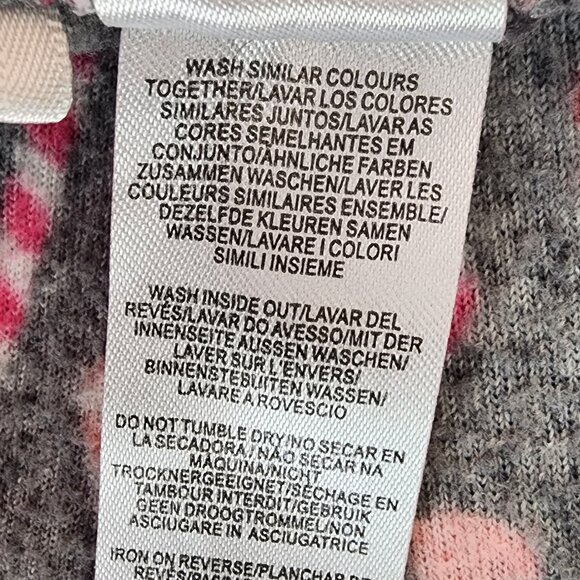 WASH SIMILAR COLOURS
TOGETHER/LAVAR LOS COLORES
SIMILARES JUNTOS/LAVAR AS
CORES SEMELHANTES EM
CONJUNTO/ÄHNLICHE FARBEN
ZUSAMMEN WASCHEN/LAVER LES
COULEURS SIMILAIRES ENSEMBLE/
DEZELFDE KLEUREN SAMEN
WASSEN/LAVARE I COLORI
SIMILI INSIEME
WASH INSIDE OUT/LAVAR DEL
REVÉS/LAVAR DO AVESSO/MIT DER
INNENSEITE AUSSEN WASCHEN/
LAVER SUR L'ENVERS/
BINNENSTEBUITEN WASSEN/
LAVARE A ROVESCIO
DO NOT TUMBLE DRY/NO SECAR EN
LA SECADORA / NÃO SECAR NA
MÁQUINA/NICHT
TROCKNERGEEIGNET/SÉCHAGE EN
TAMBOUR INTERDIT/GEBRUIK
GEEN DROOGTROMMEL/NON
ASCIUGARE IN ASCIUGATRICE
IRON ON REVERSE/PLANCHAR DE